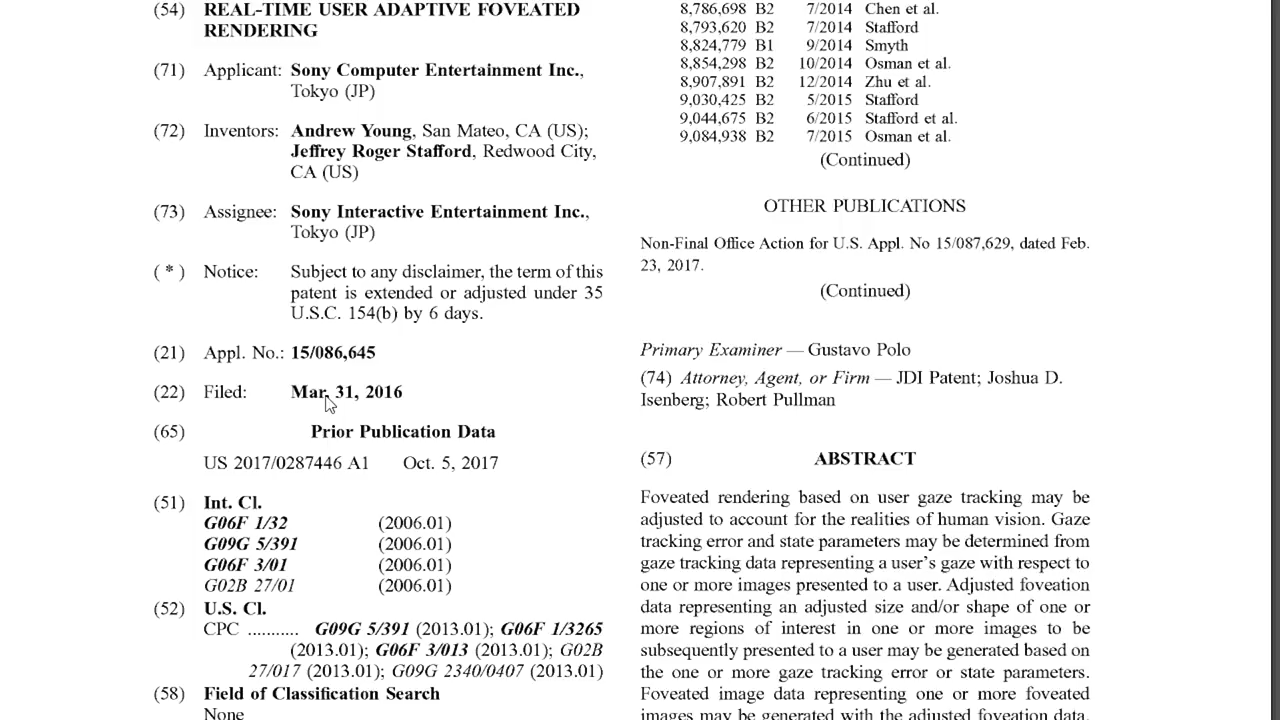 (54) REAL-TIME USER ADAPTIVE FOVEATED
RENDERING
(71) Applicant: Sony Computer Entertainment Inc.,
Tokyo (JP)
(72) Inventors: Andrew Young, San Mateo, CA (US);
Jeffrey Roger Stafford, Redwood City,
CA (US)
(73) Assignee: Sony Interactive Entertainment Inc.,
Tokyo (JP)
( * ) Notice: Subject to any disclaimer, the term of this
patent is extended or adjusted under 35
U.S.C. 154(b) by 6 days.
(21) Appl. No.: 15/086,645
(22) Filed: Mar. 31, 2016
(65) Prior Publication Data
US 2017/0287446 A1 Oct. 5, 2017
(51) Int. Cl.
G06F 1/32 (2006.01)
G09G 5/391 (2006.01)
G06F 3/01 (2006.01)
G02B 27/01 (2006.01)
(52) U.S. Cl.
CPC ........... G09G 5/391 (2013.01); G06F 1/3265
(2013.01); G06F 3/013 (2013.01); G02B
27/017 (2013.01); G09G 2340/0407 (2013.01)
(58) Field of Classification Search
None
8,786,698 B2 7/2014 Chen et al.
8,793,620 B2 7/2014 Stafford
8,824,779 B1 9/2014 Smyth
8,854,298 B2 10/2014 Osman et al.
8,907,891 B2 12/2014 Zhu et al.
9,030,425 B2 5/2015 Stafford
9,044,675 B2 6/2015 Stafford et al.
9,084,938 B2 7/2015 Osman et al.
(Continued)
OTHER PUBLICATIONS
Non-Final Office Action for U.S. Appl. No 15/087,629, dated Feb.
23, 2017.
(Continued)
Primary Examiner — Gustavo Polo
(74) Attorney, Agent, or Firm — JDI Patent; Joshua D.
Isenberg; Robert Pullman
(57) ABSTRACT
Foveated rendering based on user gaze tracking may be
adjusted to account for the realities of human vision. Gaze
tracking error and state parameters may be determined from
gaze tracking data representing a user's gaze with respect to
one or more images presented to a user. Adjusted foveation
data representing an adjusted size and/or shape of one or
more regions of interest in one or more images to be
subsequently presented to a user may be generated based on
the one or more gaze tracking error or state parameters.
Foveated image data representing one or more foveated
images may be generated with the adjusted foveation data.